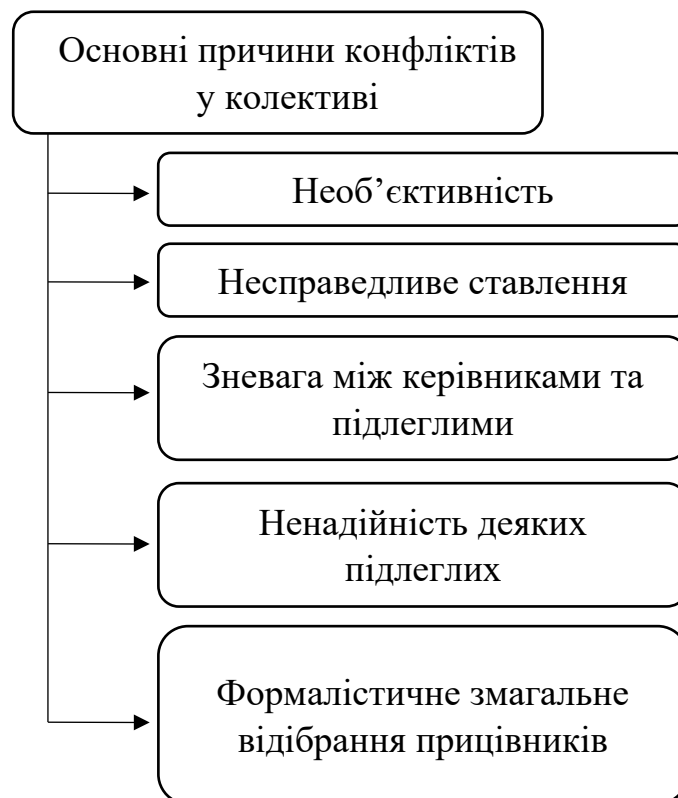 Основні причини конфліктів
у колективі
Необ’єктивність
Несправедливе ставлення
Зневага між керівниками та
підлеглими
Ненадійність деяких
підлеглих
Формалістичне змагальне
відібрання прицівників